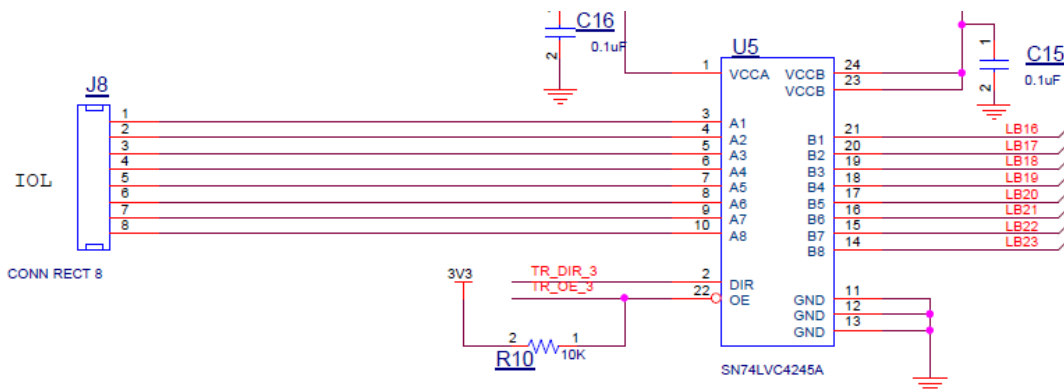 C16
2
0.1uF
U5
1
VCCA
VCCB
24
VCCB
23
1
C15
0.1uF
2
J8
IOL
CONN RECT 8
1
2
3
4
5
6
7
8
3
A1
4
A2
5
A3
6
A4
7
A5
8
A6
9
A7
10
A8
B1
21
LB16
B2
20
LB17
B3
19
LB18
B4
18
LB19
B5
17
LB20
B6
16
LB21
B7
15
LB22
B8
14
LB23
3V3
TR_DIR_3
2
DIR
TR_OE_3
22
OE
GND
11
GND
12
GND
13
2
1
R10
10K
SN74LVC4245A